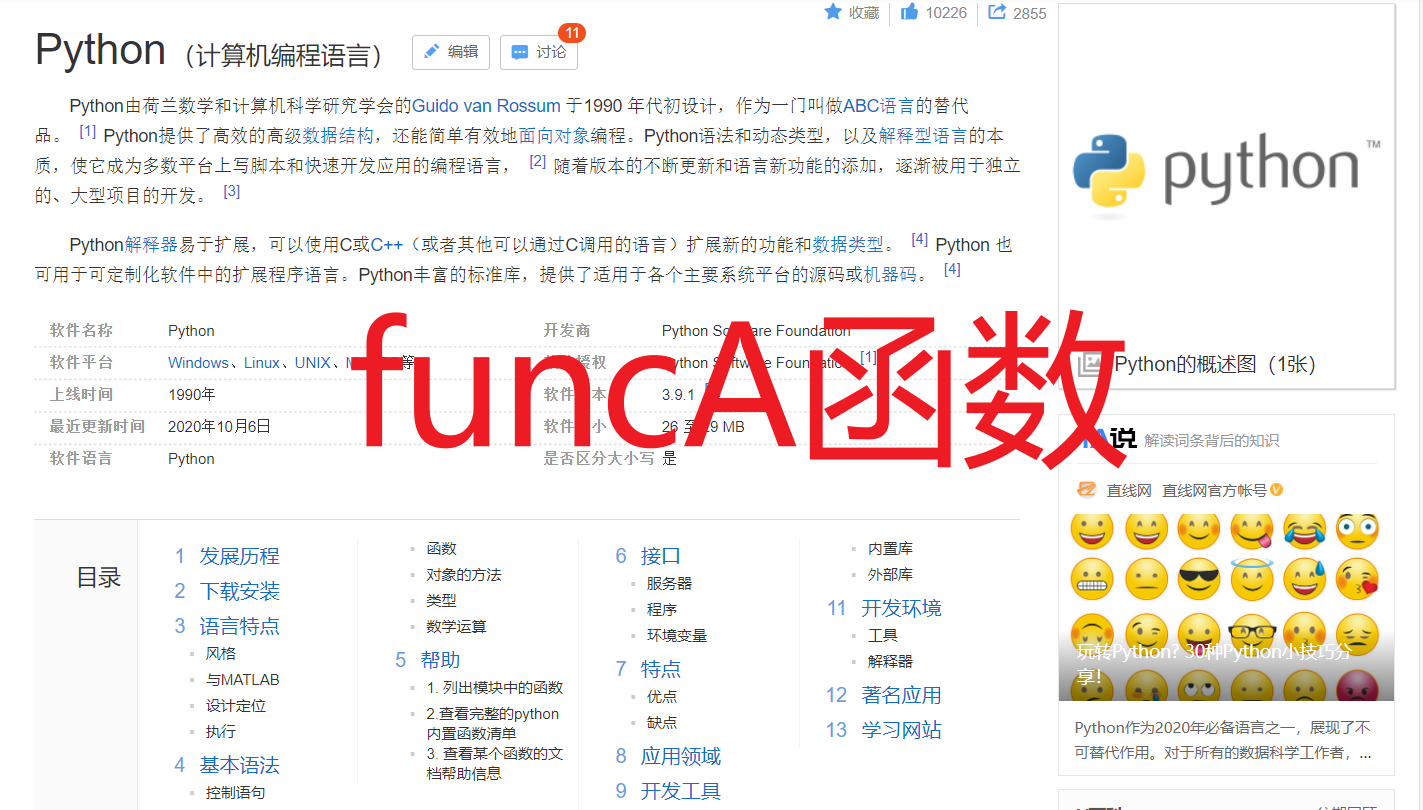 收藏
10226
2855
Python（计算机编程语言）
编辑
讨论
11
Python由荷兰数学和计算机科学研究学会的Guido van Rossum 于1990 年代初设计，作为一门叫做ABC语言的替代
品。 [1] Python提供了高效的高级数据结构，还能简单有效地面向对象编程。Python语法和动态类型，以及解释型语言的本
质，使它成为多数平台上写脚本和快速开发应用的编程语言， [2] 随着版本的不断更新和语言新功能的添加，逐渐被用于独立
的、大型项目的开发。 [3]
Python解释器易于扩展，可以使用C或C++（或者其他可以通过C调用的语言）扩展新的功能和数据类型。 [4] Python 也
可用于可定制化软件中的扩展程序语言。Python丰富的标准库，提供了适用于各个主要系统平台的源码或机器码。 [4]
软件名称 Python
软件平台 Windows、Linux、UNIX、 等
上线时间 1990年
最近更新时间 2020年10月6日
软件语言 Python
开发商 Python Software Foundation
授权 Python Software Foundation [1]
软件 本 3.9.1
软件 小 26 至 29 MB
是否区分大小写 是
funcA函数
目录
1 发展历程
2 下载安装
3 语言特点
风格
与MATLAB
设计定位
执行
4 基本语法
控制语句
函数
对象的方法
类型
数学运算
5 帮助
1. 列出模块中的函数
2.查看完整的python
内置函数清单
3. 查看某个函数的文
档帮助信息
6 接口
服务器
程序
环境变量
7 特点
优点
缺点
8 应用领域
9 开发工具
内置库
外部库
11 开发环境
工具
解释器
12 著名应用
13 学习网站
python™
Python的概述图（1张）
说 解读词条背后的知识
直线网 直线网官方帐号
玩转Python? 30种Python小技巧分
享!
Python作为2020年必备语言之一，展现了不
可替代作用。对于所有的数据科学工作者，...